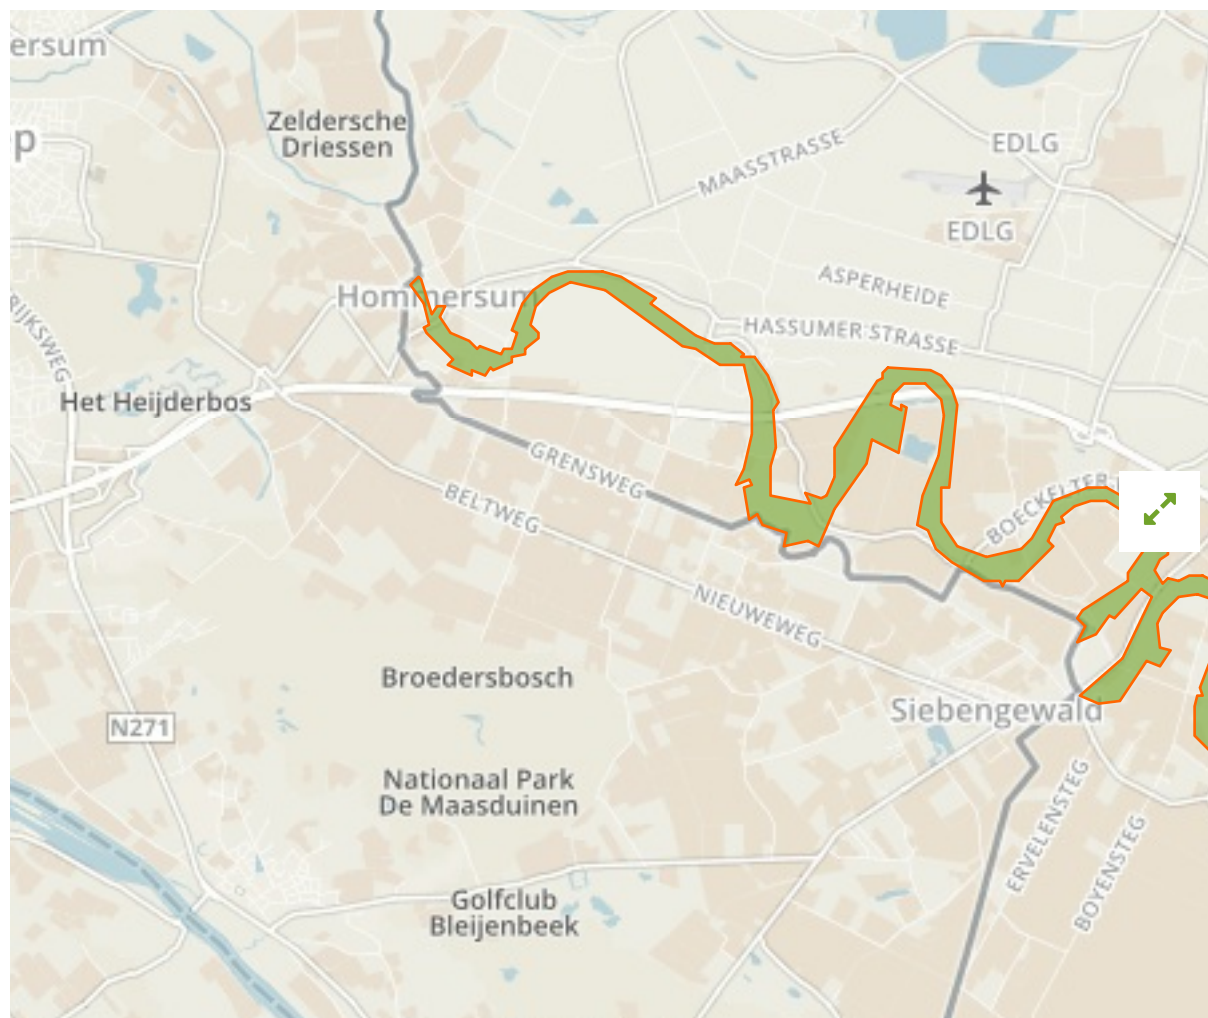 ersum
Zeldersche
Driessen
p
MAASSTRASSE
EDLG
EDLG
ASPERHEIDE
Hommersum
HASSUMER STRASSE
RIJKSWEG
Het Heijderbos
GRENSWEG
BELTWEG
BOECKELTER
NIEUWEWEG
Broedersbosch
Siebengewald
N271
Nationaal Park
De Maasduinen
ERVELENSTEG
BOYENSTEG
Golfclub
Bleijenbeek